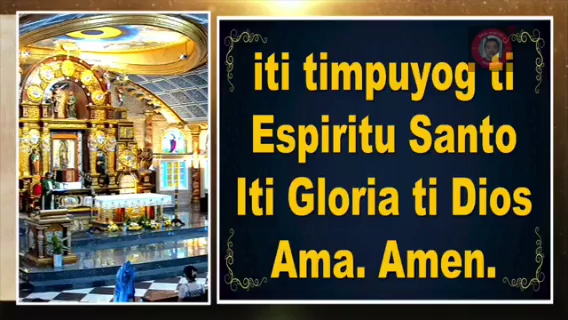 iti timpuyog ti
Espiritu Santo
Iti Gloria ti Dios
Ama. Amen.